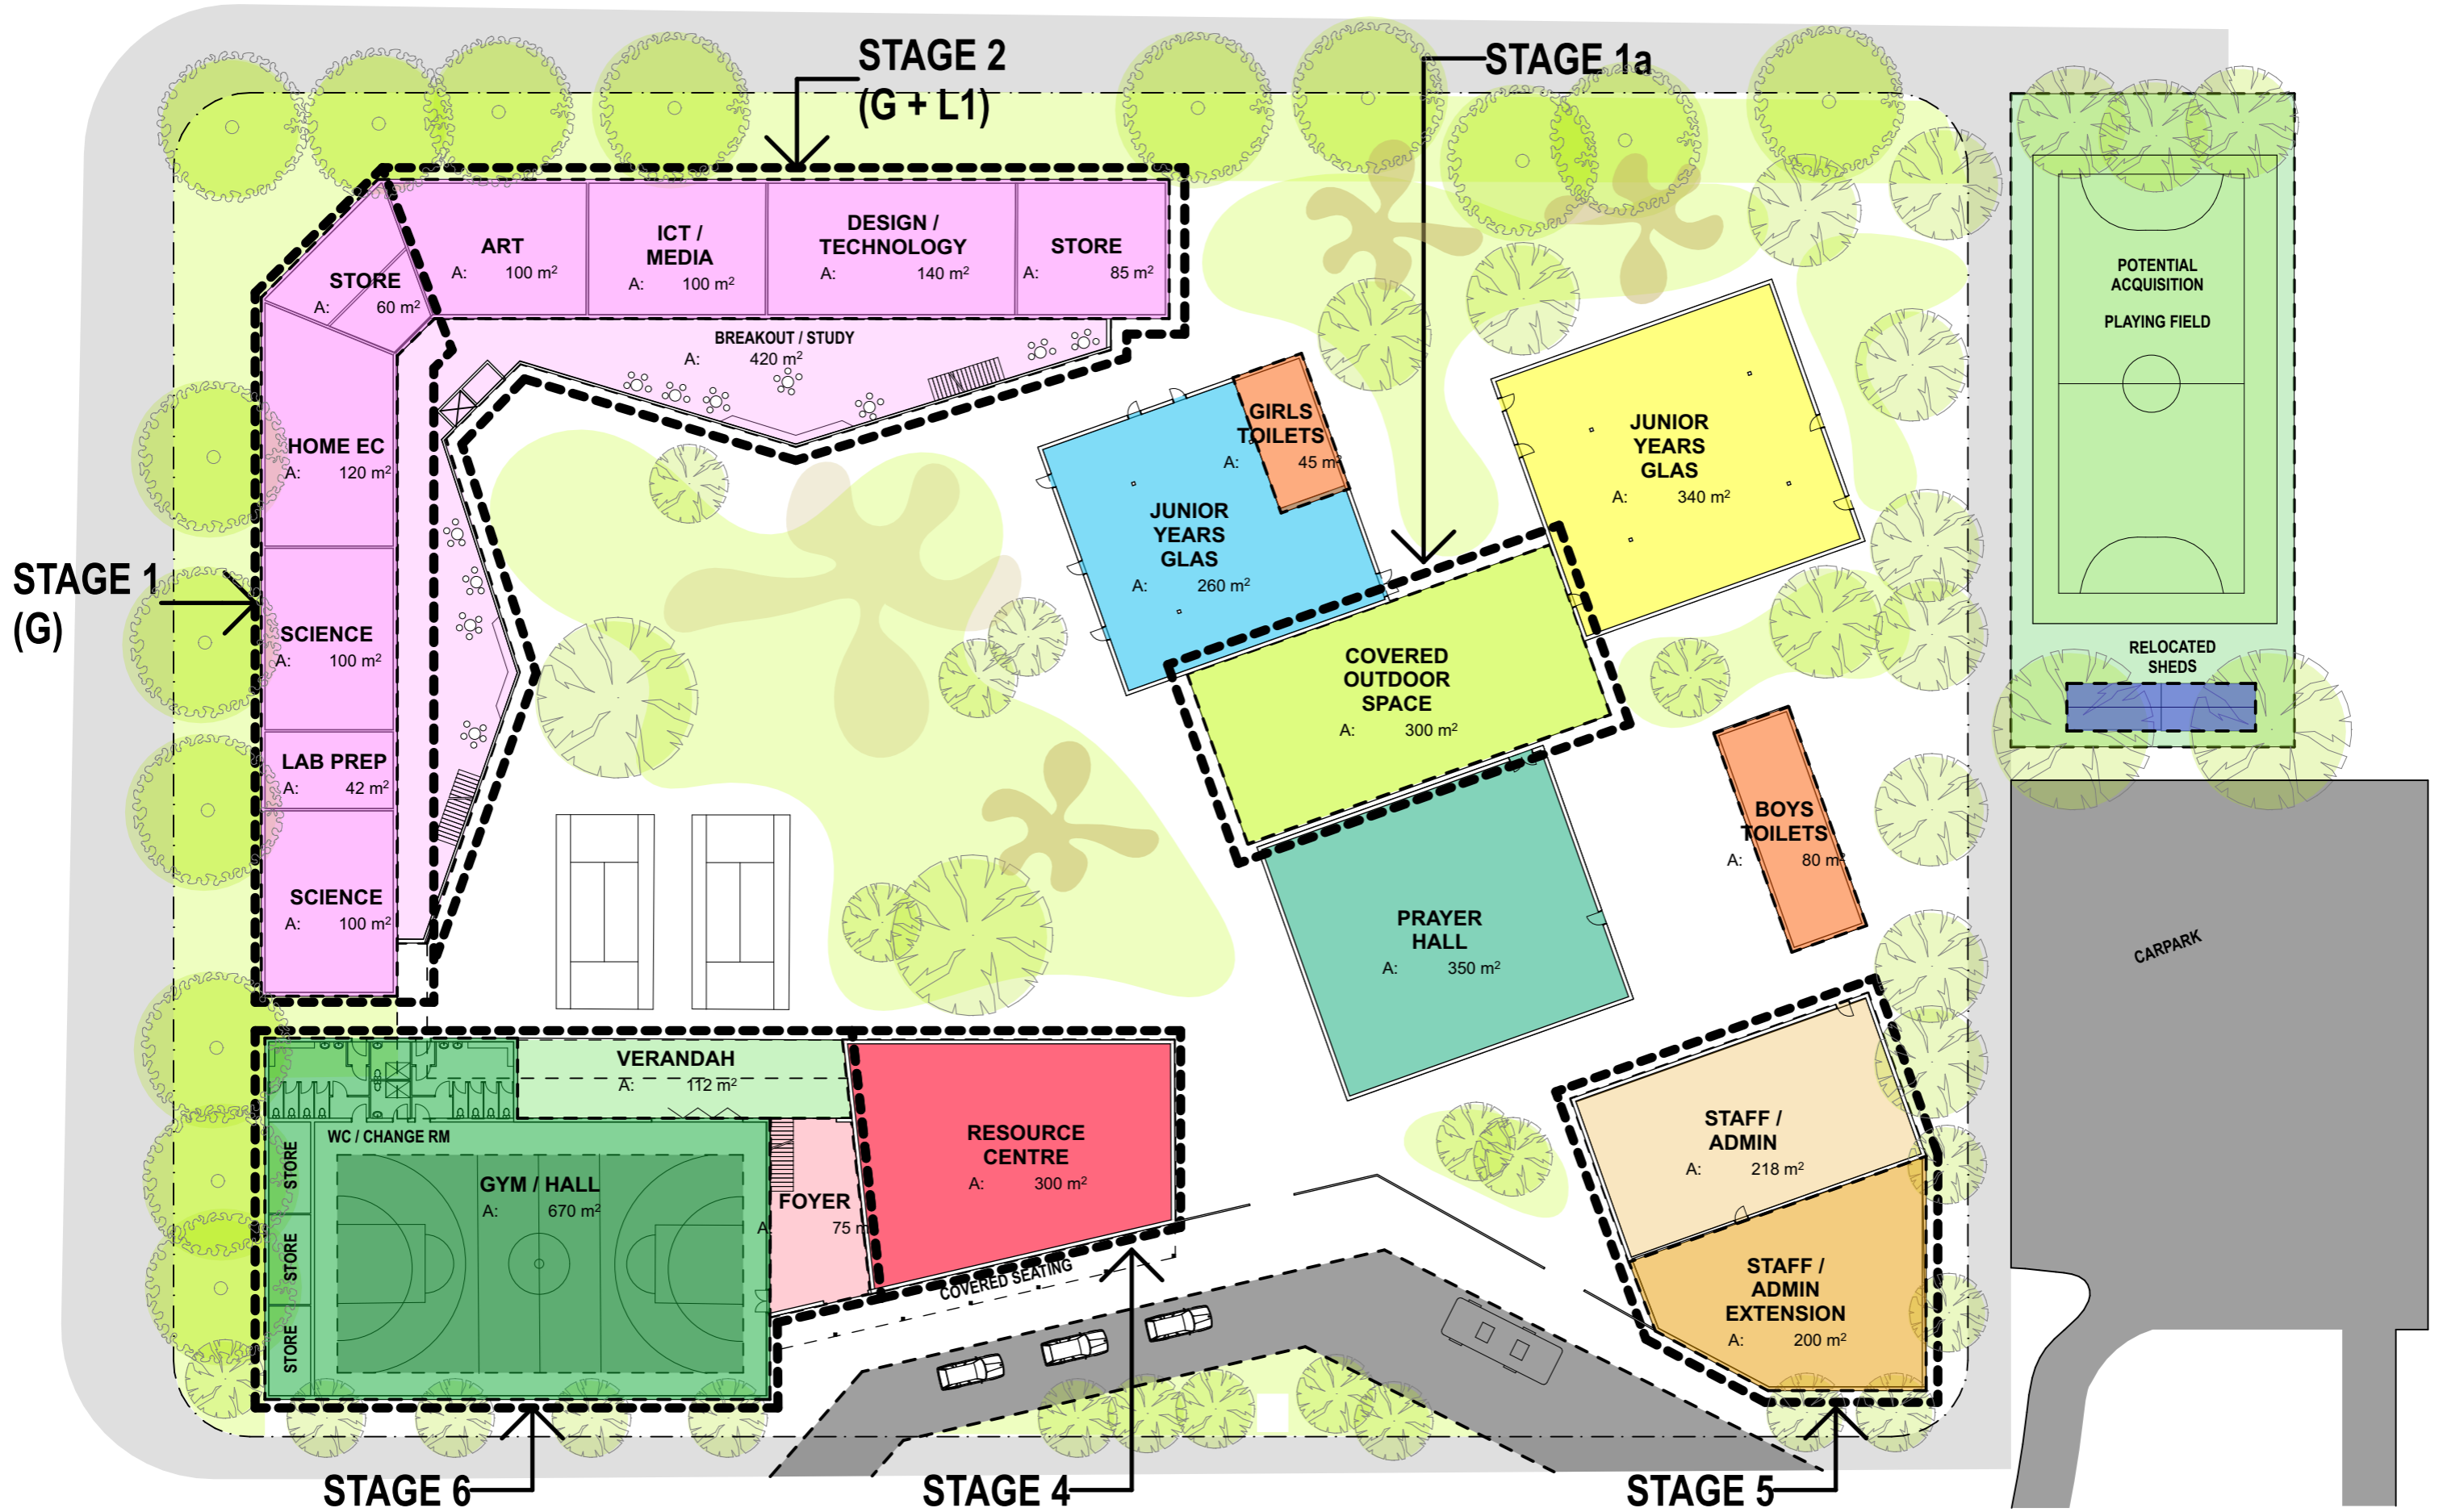 STAGE 2
(G + L1)
STAGE 1a
ART
A: 100 m²
ICT /
MEDIA
A: 100 m²
DESIGN /
TECHNOLOGY
A: 140 m²
STORE
A: 85 m²
STORE
A: 60 m²
BREAKOUT / STUDY
A: 420 m²
POTENTIAL
ACQUISITION
PLAYING FIELD
GIRLS
TOILETS
A: 45 m²
JUNIOR
YEARS
GLAS
A: 340 m²
HOME EC
A: 120 m²
JUNIOR
YEARS
GLAS
A: 260 m²
STAGE 1
(G)
SCIENCE
A: 100 m²
COVERED
OUTDOOR
SPACE
A: 300 m²
RELOCATED
SHEDS
LAB PREP
A: 42 m²
BOYS
TOILETS
A: 80 m²
SCIENCE
A: 100 m²
PRAYER
HALL
A: 350 m²
CARPARK
VERANDAH
A: 112 m²
WC / CHANGE RM
STORE
STORE
STORE
GYM / HALL
A: 670 m²
FOYER
A: 75 m
RESOURCE
CENTRE
A: 300 m²
COVERED SEATING
STAFF /
ADMIN
A: 218 m²
STAFF /
ADMIN
EXTENSION
A: 200 m²
STAGE 6
STAGE 4
STAGE 5